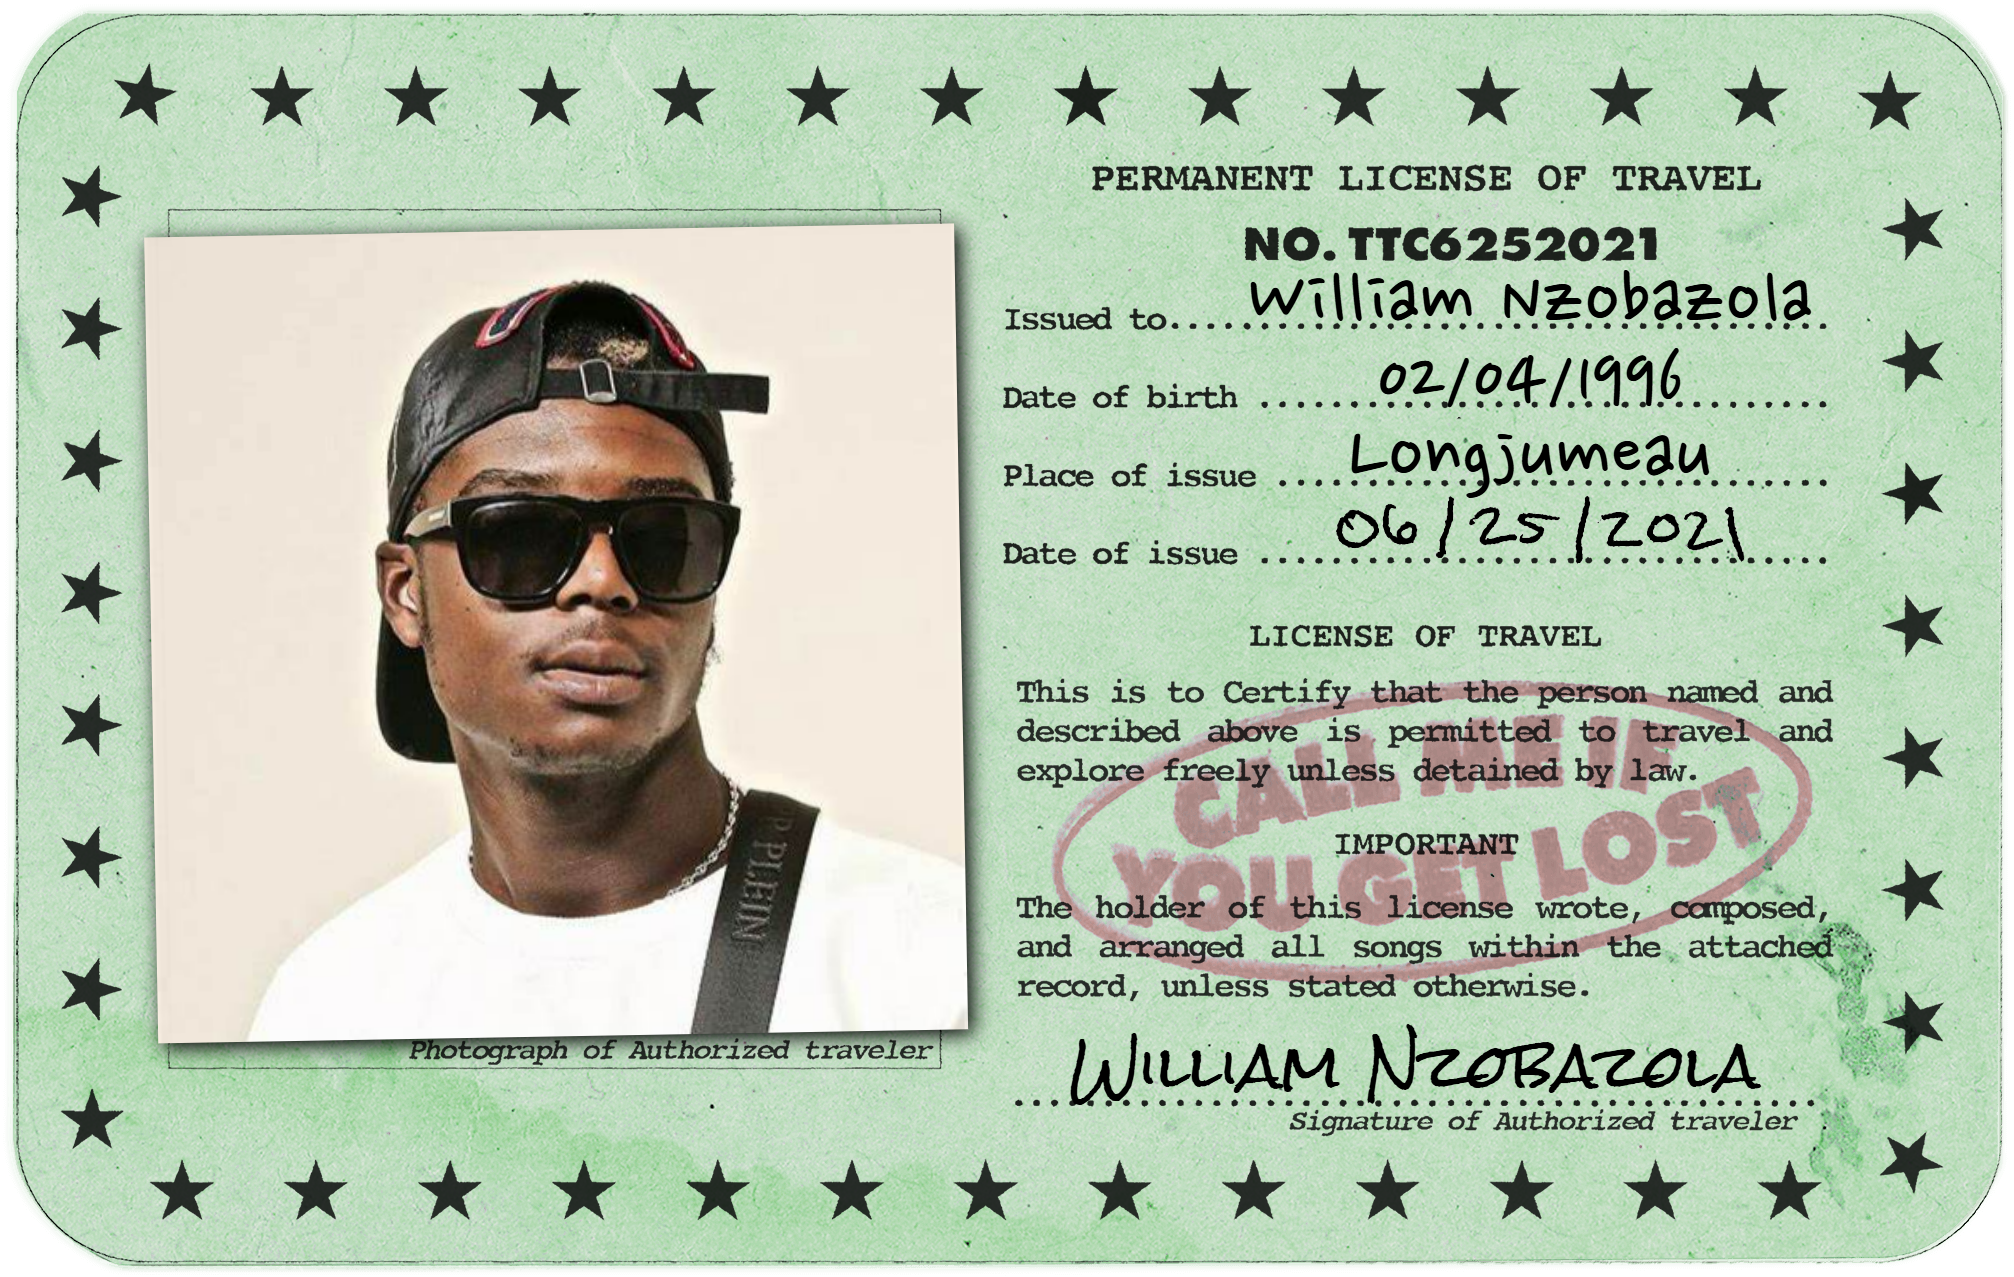 PERMANENT LICENSE OF TRAVEL
NO. TTC6252021
Issued to William Nzobazola
Date of birth 02/04/1996
Place of issue Longjumeau
Date of issue 06/25/2021
LICENSE OF TRAVEL
This is to Certify that the person named and
described above is permitted to travel and
explore freely unless detained by law.
CALL ME IF
YOU GET LOST
IMPORTANT
The holder of this license wrote, composed,
and arranged all songs within the attached
record, unless stated otherwise.
WILLIAM NZOBAZOLA
Signature of Authorized traveler
P PLEIN
Photograph of Authorized traveler